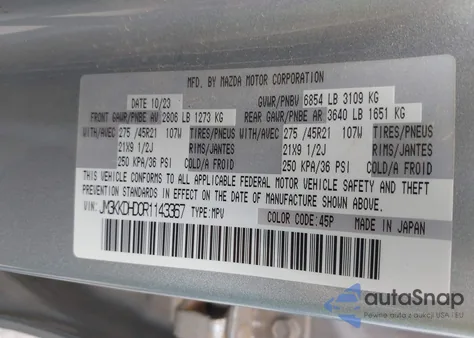 MFD. BY MAZDA MOTOR CORPORATION
DATE 10/23 GVWR/PNBV 6854 LB 3109 KG
FRONT GAWR/PNBE AV 2806 LB 1273 KG REAR GAWR/PNBE AR 3640 LB 1651 KG
WITH/AVEC 275 /45R21 107W TIRES/PNEUS WITH/AVEC 275 /45R21 107W TIRES/PNEUS
21X9 1/2J RIMS/JANTES 21X9 1/2J RIMS/JANTES
250 KPA/36 PSI COLD/A FROID 250 KPA/36 PSI COLD/A FROID
THIS VEHICLE CONFORMS TO ALL APPLICABLE FEDERAL MOTOR VEHICLE SAFETY AND THEFT
PREVENTION STANDARDS IN EFFECT ON THE DATE OF MANUFACTURE SHOWN ABOVE.
VIN: JM3KKDHD0R1143367 TYPE: MPV COLOR CODE: 45P MADE IN JAPAN
autoSnap
Pewne auto z aukcji USA i EU